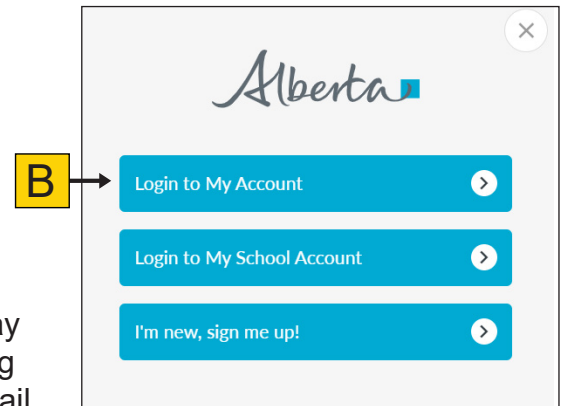 Alberta
B
Login to My Account
Login to My School Account
I'm new, sign me up!